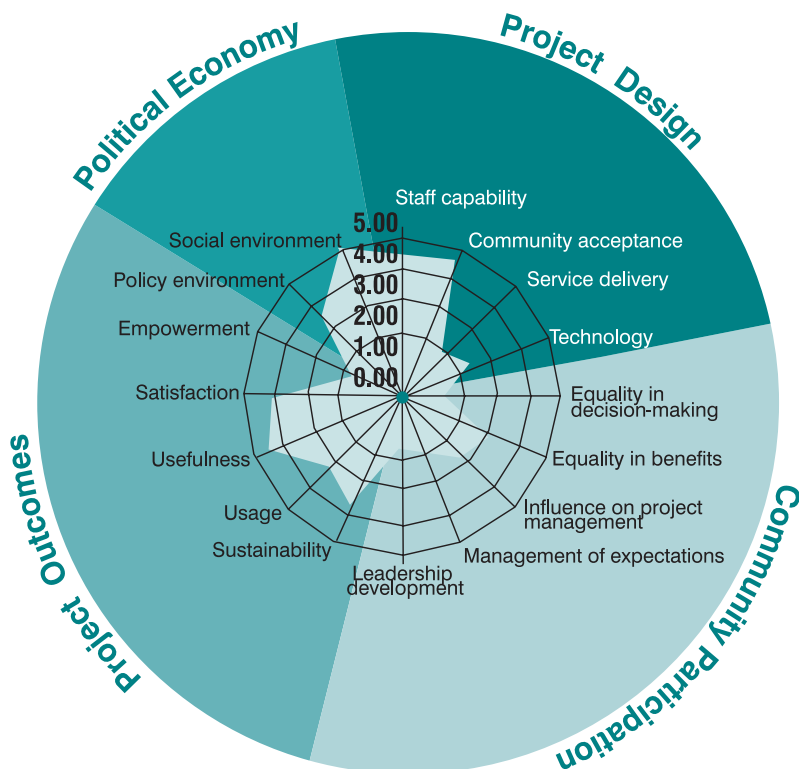 Political Economy
Project Design
Staff capability
5.00
Social environment
Community acceptance
4.00
Policy environment
Service delivery
3.00
Empowerment
2.00
Technology
1.00
0.00
Satisfaction
Equality in
decision-making
Usefulness
Equality in benefits
Usage
Influence on project
management
Sustainability
Management of expectations
Leadership
development
Project Outcomes
Community Participation